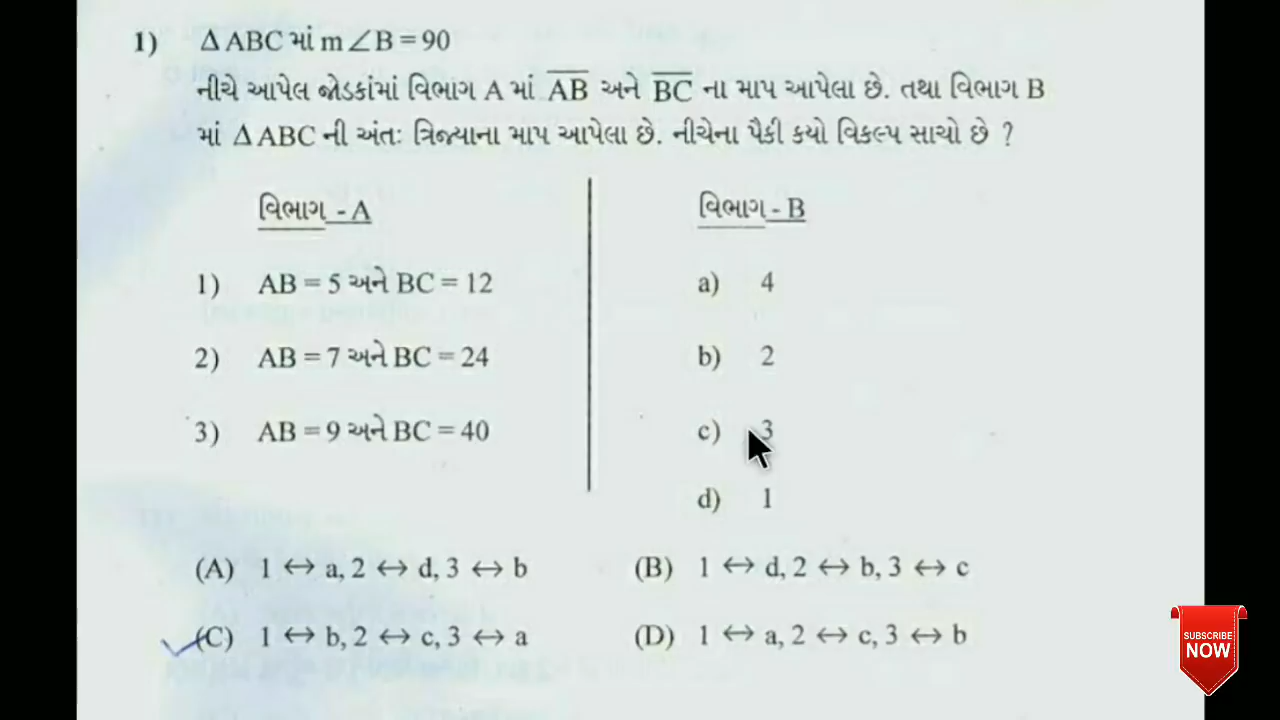 1) Δ ABC માં m∠B = 90
નીચે આપેલ જોડકાંમાં વિભાગ A માં AB અને BC ના માપ આપેલા છે. તથા વિભાગ B
માં Δ ABC ની અંતઃ ત્રિજ્યાના માપ આપેલા છે. નીચેના પૈકી કયો વિકલ્પ સાચો છે ?
વિભાગ - A
વિભાગ - B
1) AB = 5 અને BC = 12
a) 4
2) AB = 7 અને BC = 24
b) 2
3) AB = 9 અને BC = 40
c) 3
d) 1
(A) 1 ↔ a, 2 ↔ d, 3 ↔ b
(B) 1 ↔ d, 2 ↔ b, 3 ↔ c
(C) 1 ↔ b, 2 ↔ c, 3 ↔ a
(D) 1 ↔ a, 2 ↔ c, 3 ↔ b
SUBSCRIBE
NOW